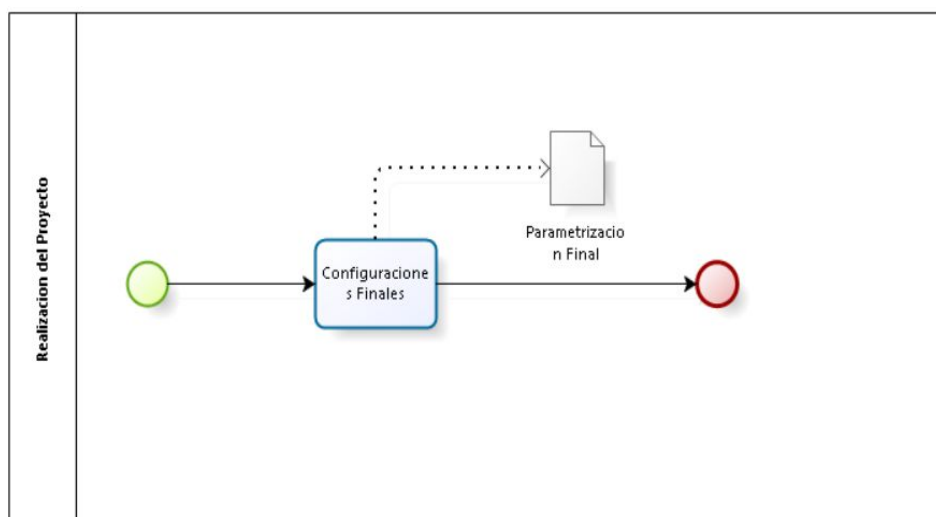 Realizacion del Proyecto
Parametrizacio
n Final
Configuracione
s Finales